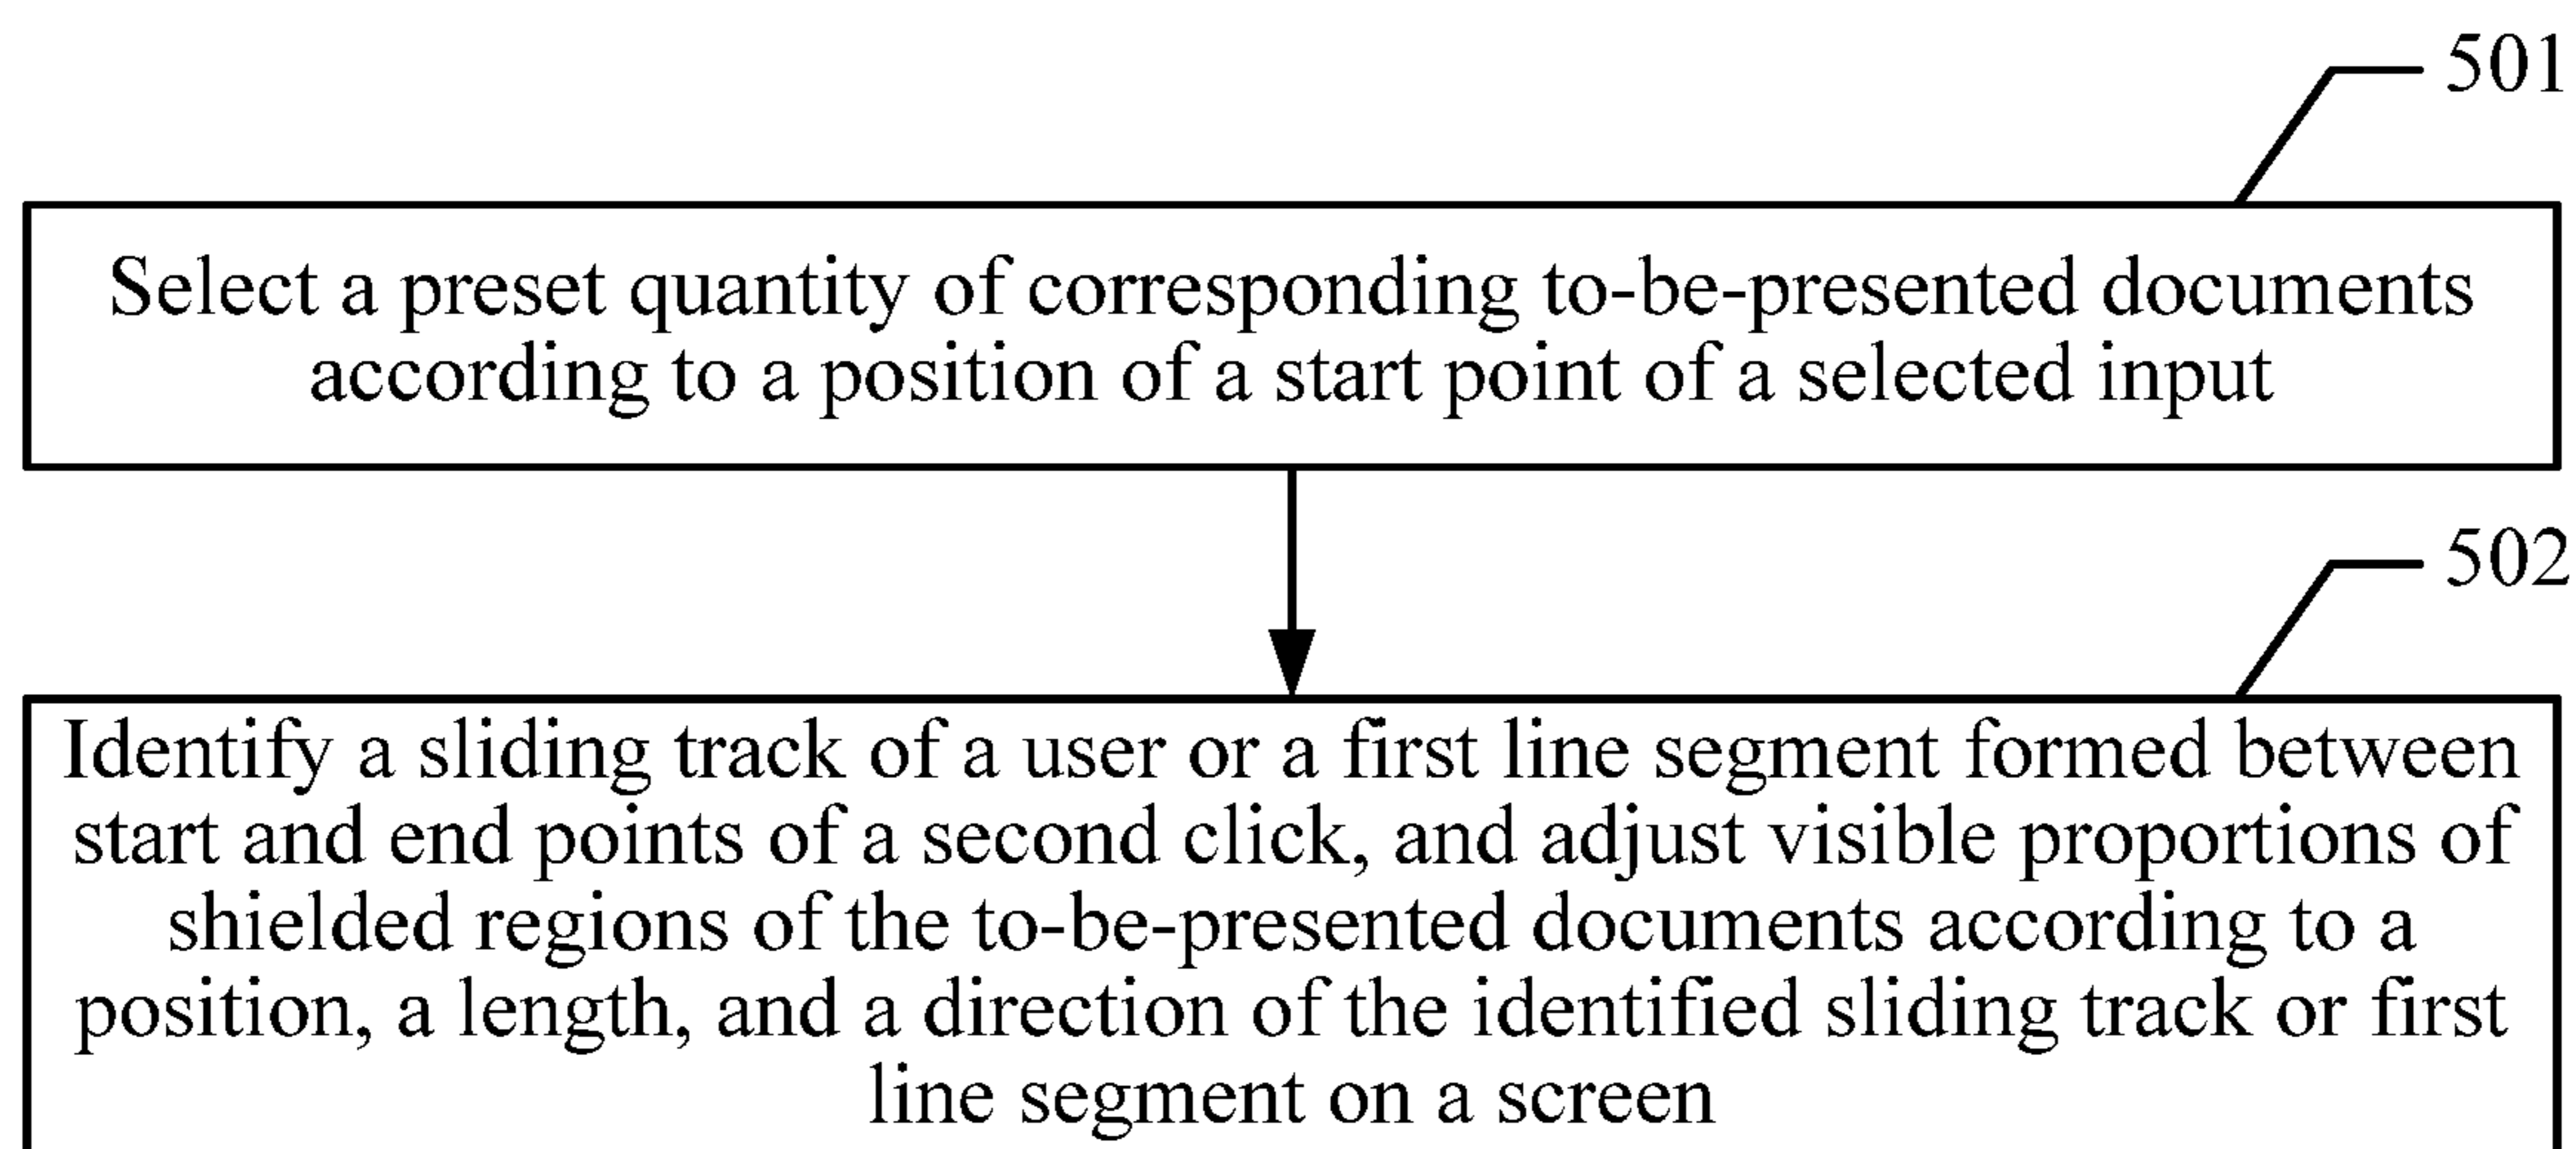 501
Select a preset quantity of corresponding to-be-presented documents
according to a position of a start point of a selected input
502
Identify a sliding track of a user or a first line segment formed between
start and end points of a second click, and adjust visible proportions of
shielded regions of the to-be-presented documents according to a
position, a length, and a direction of the identified sliding track or first
line segment on a screen